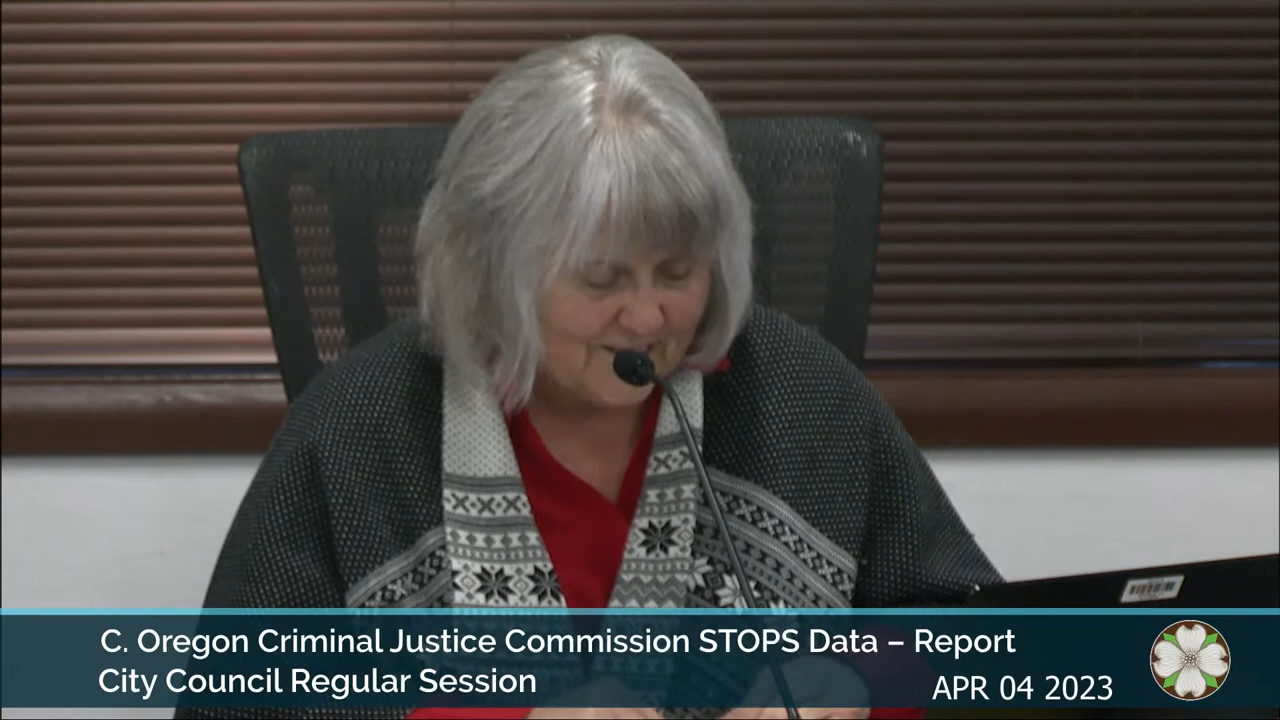 C. Oregon Criminal Justice Commission STOPS Data – Report
City Council Regular Session
APR 04 2023